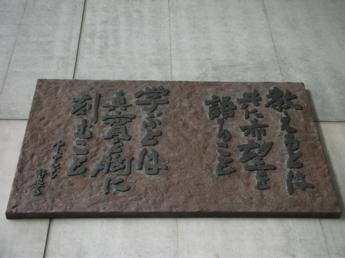 教えるとは
共に希望を
語ること
学ぶとは
真実を胸に
刻むこと